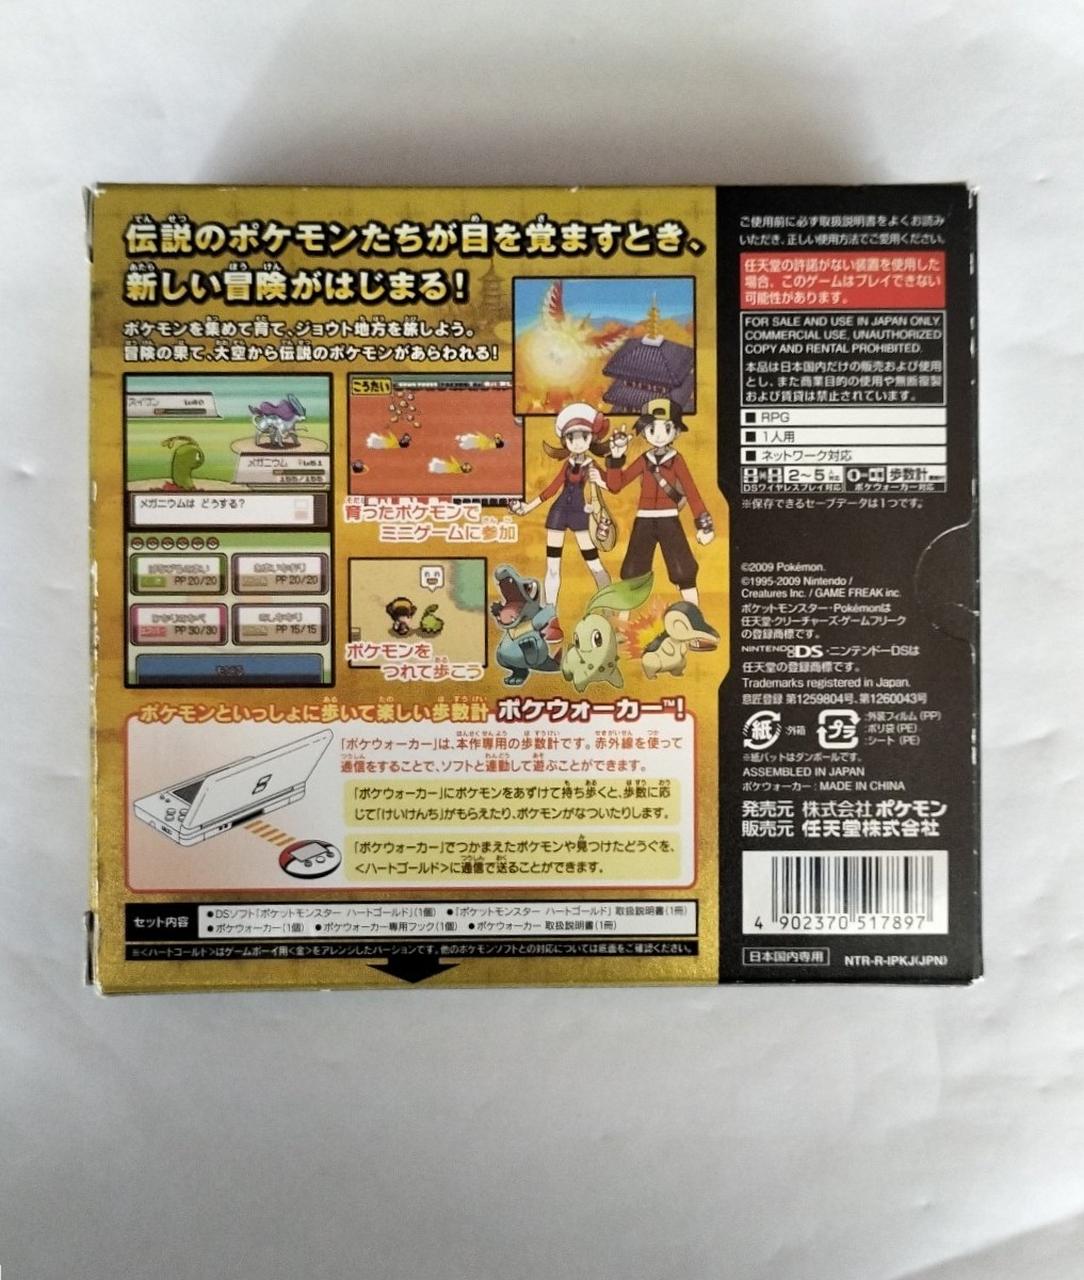 伝説のポケモンたちが目を覚ますとき、
新しい冒険がはじまる！
ポケモンを集めて育て、ジョウト地方を旅しよう。
冒険の果て、大空から伝説のポケモンがあらわれる！
スイクン Lv40
メガニウム Lv51
メガニウムは どうする？
PP 20/20
PP 20/20
PP 30/30
PP 15/15
もどる
こうたい
育ったポケモンで
ミニゲームに参加
ポケモンを
つれて歩こう
ポケモンといっしょに歩いて楽しい歩数計 ポケウォーカー™！
「ポケウォーカー」は、本作専用の歩数計です。赤外線を使って
通信をすることで、ソフトと連動して遊ぶことができます。
「ポケウォーカー」にポケモンをあずけて持ち歩くと、歩数に応
じて「けいけんち」がもらえたり、ポケモンがなついたりします。
「ポケウォーカー」でつかまえたポケモンや見つけたどうぐを、
<ハートゴールド>に通信で送ることができます。
セット内容
●DSソフト「ポケットモンスター ハートゴールド」(1個) ●「ポケットモンスター ハートゴールド」 取扱説明書(1冊)
●ポケウォーカー(1個) ●ポケウォーカー専用フック(1個) ●ポケウォーカー 取扱説明書(1冊)
※<ハートゴールド>はゲームボーイ用<金>をアレンジしたバージョンです。他のポケモンソフトとの対応については底面をご確認ください。
ご使用前に必ず取扱説明書をよくお読み
いただき、正しい使用方法でご愛用ください。
任天堂の許諾がない装置を使用した
場合、このゲームはプレイできない
可能性があります。
FOR SALE AND USE IN JAPAN ONLY.
COMMERCIAL USE, UNAUTHORIZED
COPY AND RENTAL PROHIBITED.
本品は日本国内だけの販売および使用
とし、また商業目的の使用や無断複製
および賃貸は禁止されています。
■ RPG
■ 1人用
■ ネットワーク対応
2〜5人対応
DSワイヤレスプレイ対応
歩数計
ポケウォーカー対応
※保存できるセーブデータは1つです。
©2009 Pokémon.
©1995-2009 Nintendo /
Creatures Inc. / GAME FREAK inc.
ポケットモンスター・Pokémonは
任天堂・クリーチャーズ・ゲームフリーク
の登録商標です。
NINTENDO DS・ニンテンドーDSは
任天堂の登録商標です。
Trademarks registered in Japan.
意匠登録 第1259804号、第1260043号
紙 :外箱
プラ :外装フィルム (PP)
:ポリ袋 (PE)
:シート (PE)
※紙パットはダンボールです。
ASSEMBLED IN JAPAN
ポケウォーカー : MADE IN CHINA
発売元 株式会社 ポケモン
販売元 任天堂株式会社
4 902370 517897
日本国内専用
NTR-R-IPKJ(JPN)